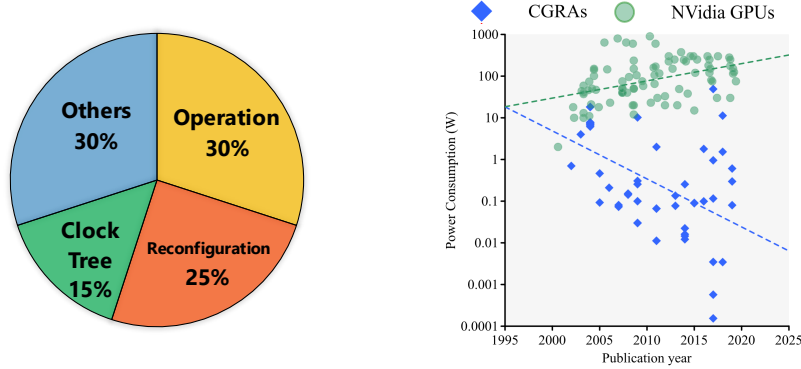 Others
30%
Operation
30%
Clock
Tree
15%
Reconfiguration
25%
CGRAs
NVidia GPUs
Power Consumption (W)
1000
100
10
1
0.1
0.01
0.001
0.0001
1995
2000
2005
2010
2015
2020
2025
Publication year